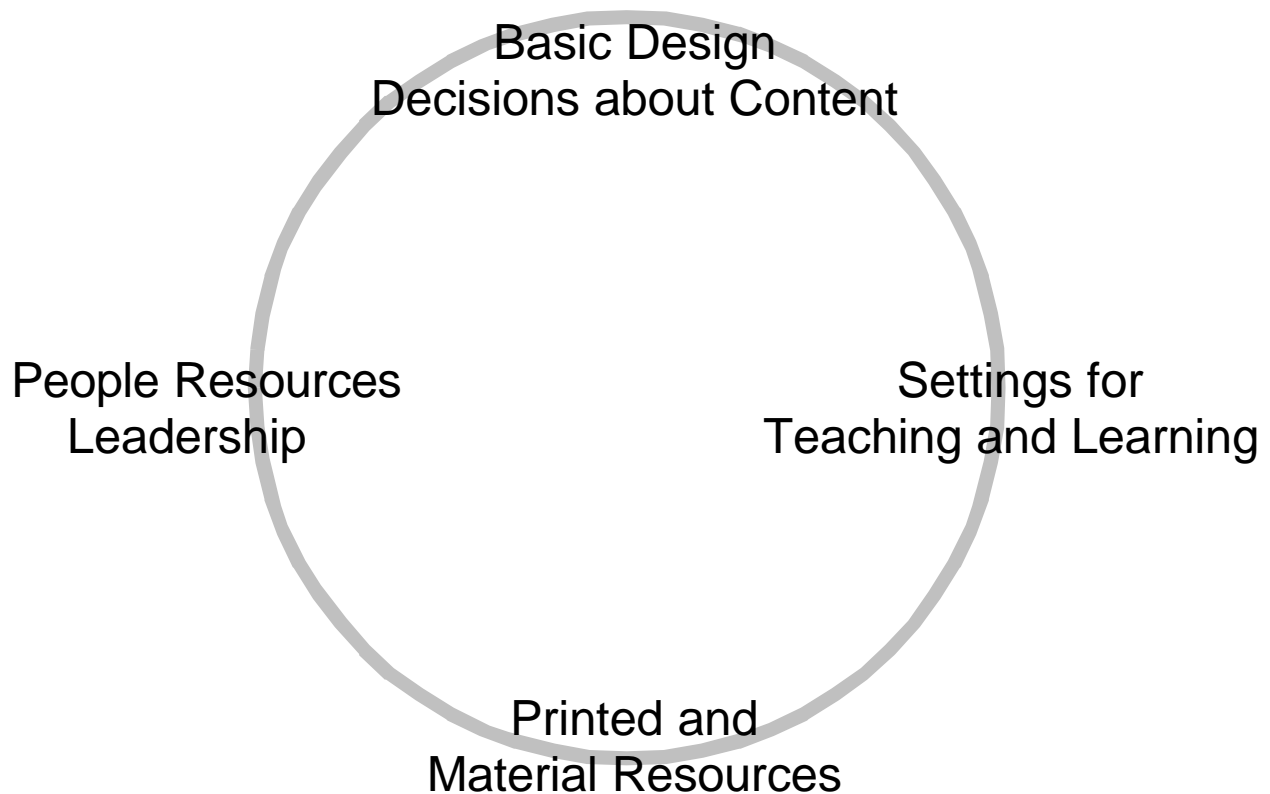 Basic Design
Decisions about Content
People Resources
Leadership
Settings for
Teaching and Learning
Printed and
Material Resources